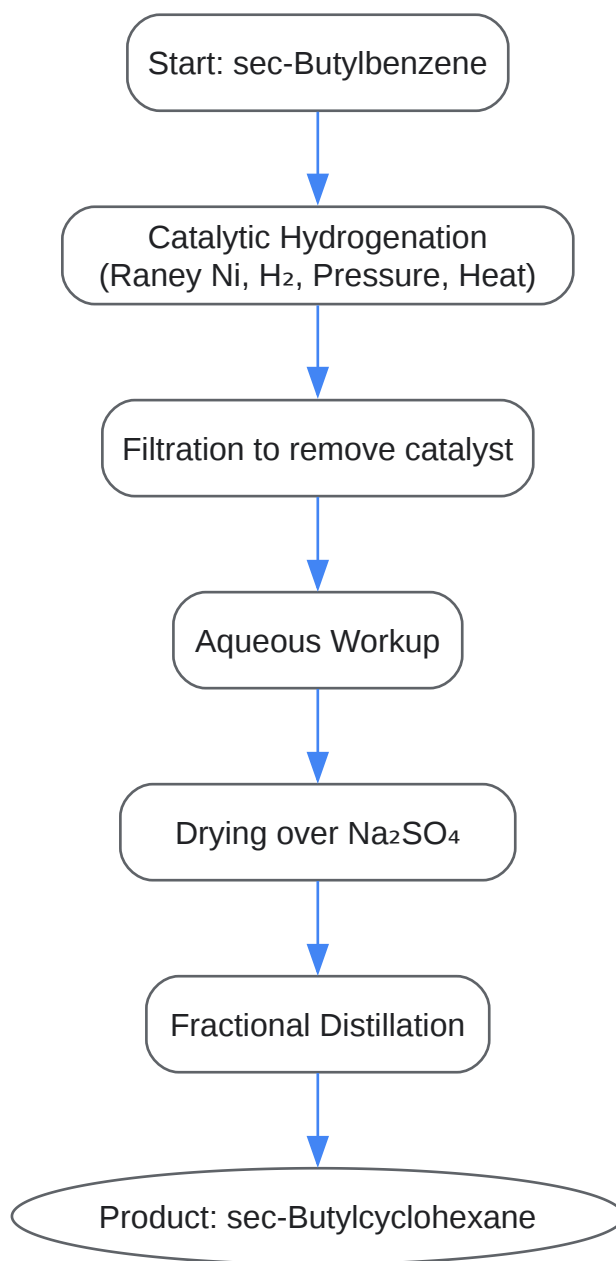 Start: sec-Butylbenzene
Catalytic Hydrogenation
(Raney Ni, H₂, Pressure, Heat)
Filtration to remove catalyst
Aqueous Workup
Drying over Na₂SO₄
Fractional Distillation
Product: sec-Butylcyclohexane